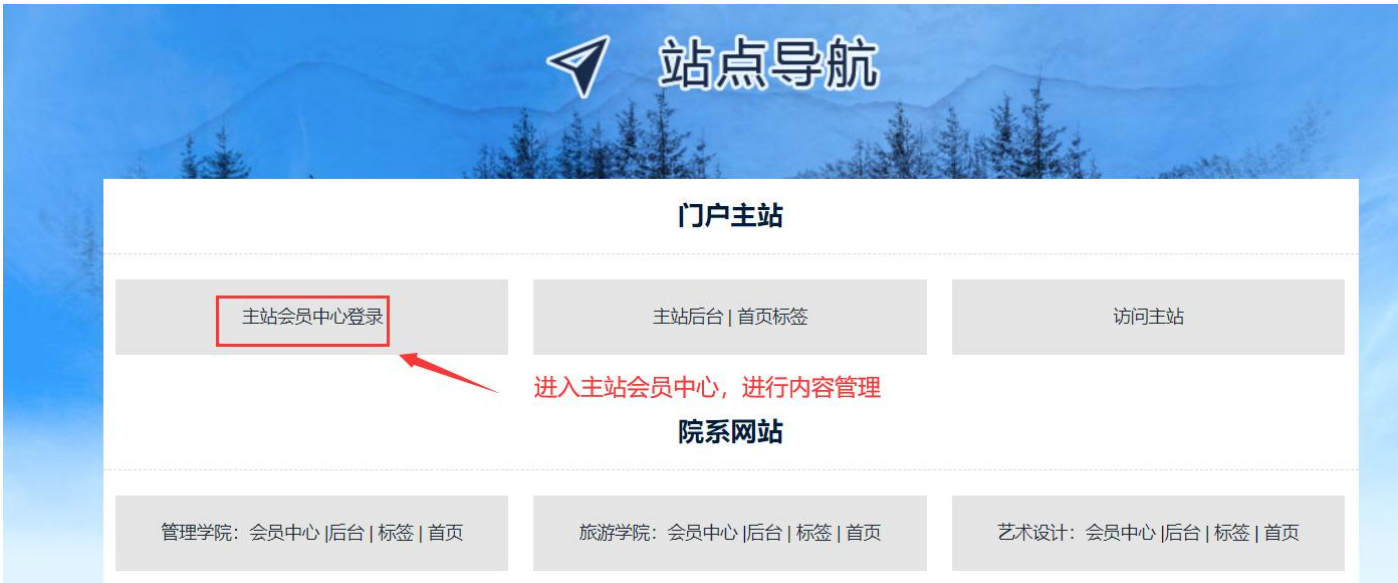 站点导航
门户主站
主站会员中心登录
主站后台 | 首页标签
访问主站
进入主站会员中心，进行内容管理
院系网站
管理学院：会员中心 |后台 | 标签 | 首页
旅游学院：会员中心 |后台 | 标签 | 首页
艺术设计：会员中心 |后台 | 标签 | 首页